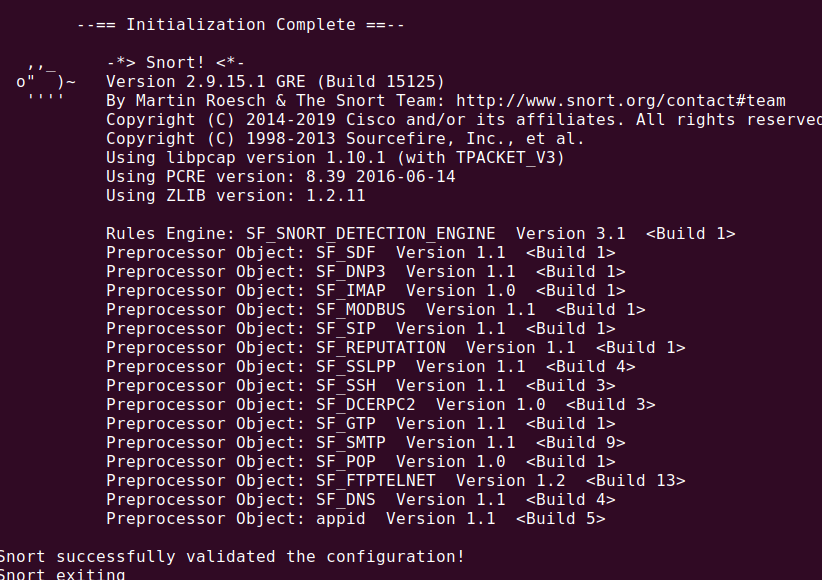 --== Initialization Complete ==--
,,_ -*> Snort! <*-
o" )~ Version 2.9.15.1 GRE (Build 15125)
'''' By Martin Roesch & The Snort Team: http://www.snort.org/contact#team
Copyright (C) 2014-2019 Cisco and/or its affiliates. All rights reserved
Copyright (C) 1998-2013 Sourcefire, Inc., et al.
Using libpcap version 1.10.1 (with TPACKET_V3)
Using PCRE version: 8.39 2016-06-14
Using ZLIB version: 1.2.11
Rules Engine: SF_SNORT_DETECTION_ENGINE Version 3.1 <Build 1>
Preprocessor Object: SF_SDF Version 1.1 <Build 1>
Preprocessor Object: SF_DNP3 Version 1.1 <Build 1>
Preprocessor Object: SF_IMAP Version 1.0 <Build 1>
Preprocessor Object: SF_MODBUS Version 1.1 <Build 1>
Preprocessor Object: SF_SIP Version 1.1 <Build 1>
Preprocessor Object: SF_REPUTATION Version 1.1 <Build 1>
Preprocessor Object: SF_SSLPP Version 1.1 <Build 4>
Preprocessor Object: SF_SSH Version 1.1 <Build 3>
Preprocessor Object: SF_DCERPC2 Version 1.0 <Build 3>
Preprocessor Object: SF_GTP Version 1.1 <Build 1>
Preprocessor Object: SF_SMTP Version 1.1 <Build 9>
Preprocessor Object: SF_POP Version 1.0 <Build 1>
Preprocessor Object: SF_FTPTELNET Version 1.2 <Build 13>
Preprocessor Object: SF_DNS Version 1.1 <Build 4>
Preprocessor Object: appid Version 1.1 <Build 5>
Snort successfully validated the configuration!
Snort exiting